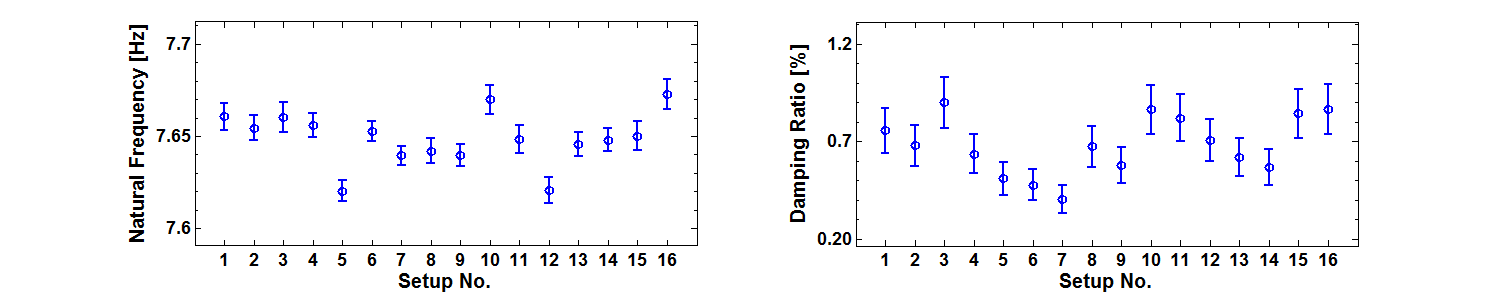 Natural Frequency [Hz]
7.7
7.65
7.6
1 2 3 4 5 6 7 8 9 10 11 12 13 14 15 16
Setup No.
Damping Ratio [%]
1.2
0.7
0.20
1 2 3 4 5 6 7 8 9 10 11 12 13 14 15 16
Setup No.